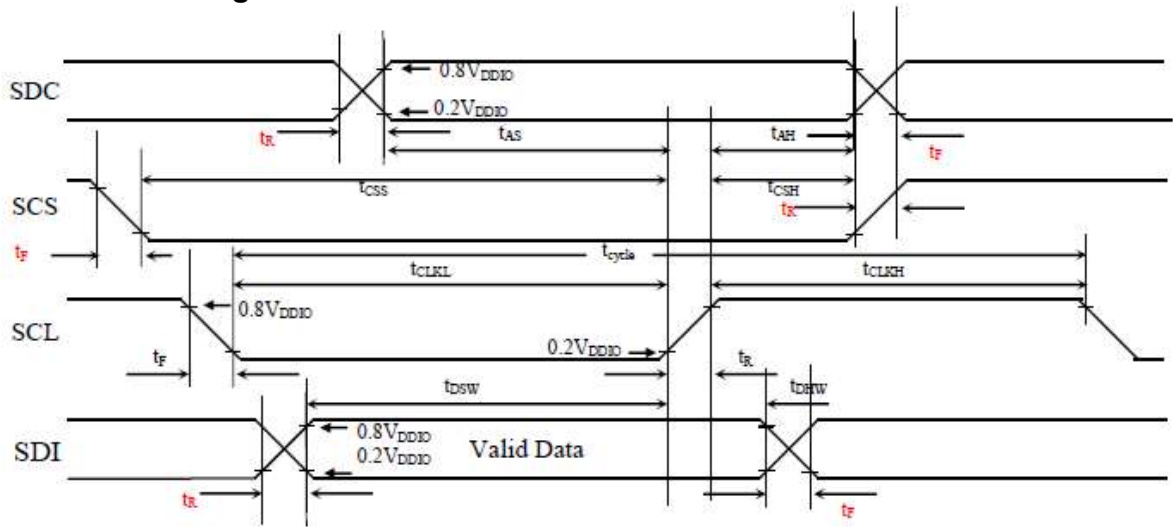 g
SDC
0.8VDDIO
0.2VDDIO
tR
tAS
tAH
tF
SCS
tCSS
tCSH
tR
tF
tcycle
tCLKL
tCLKH
SCL
0.8VDDIO
0.2VDDIO
tF
tR
tDSW
tDHW
SDI
0.8VDDIO
0.2VDDIO
Valid Data
tR
tF